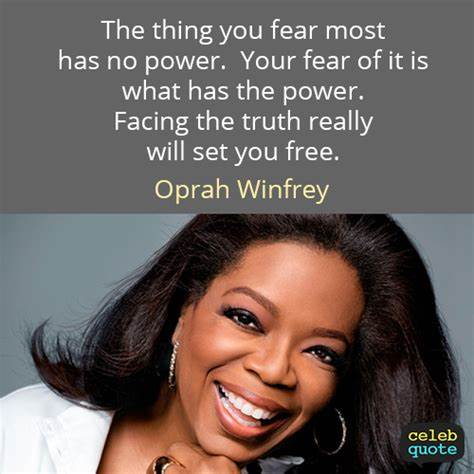 The thing you fear most
has no power.  Your fear of it is
what has the power.
Facing the truth really
will set you free.
Oprah Winfrey
celeb
quote